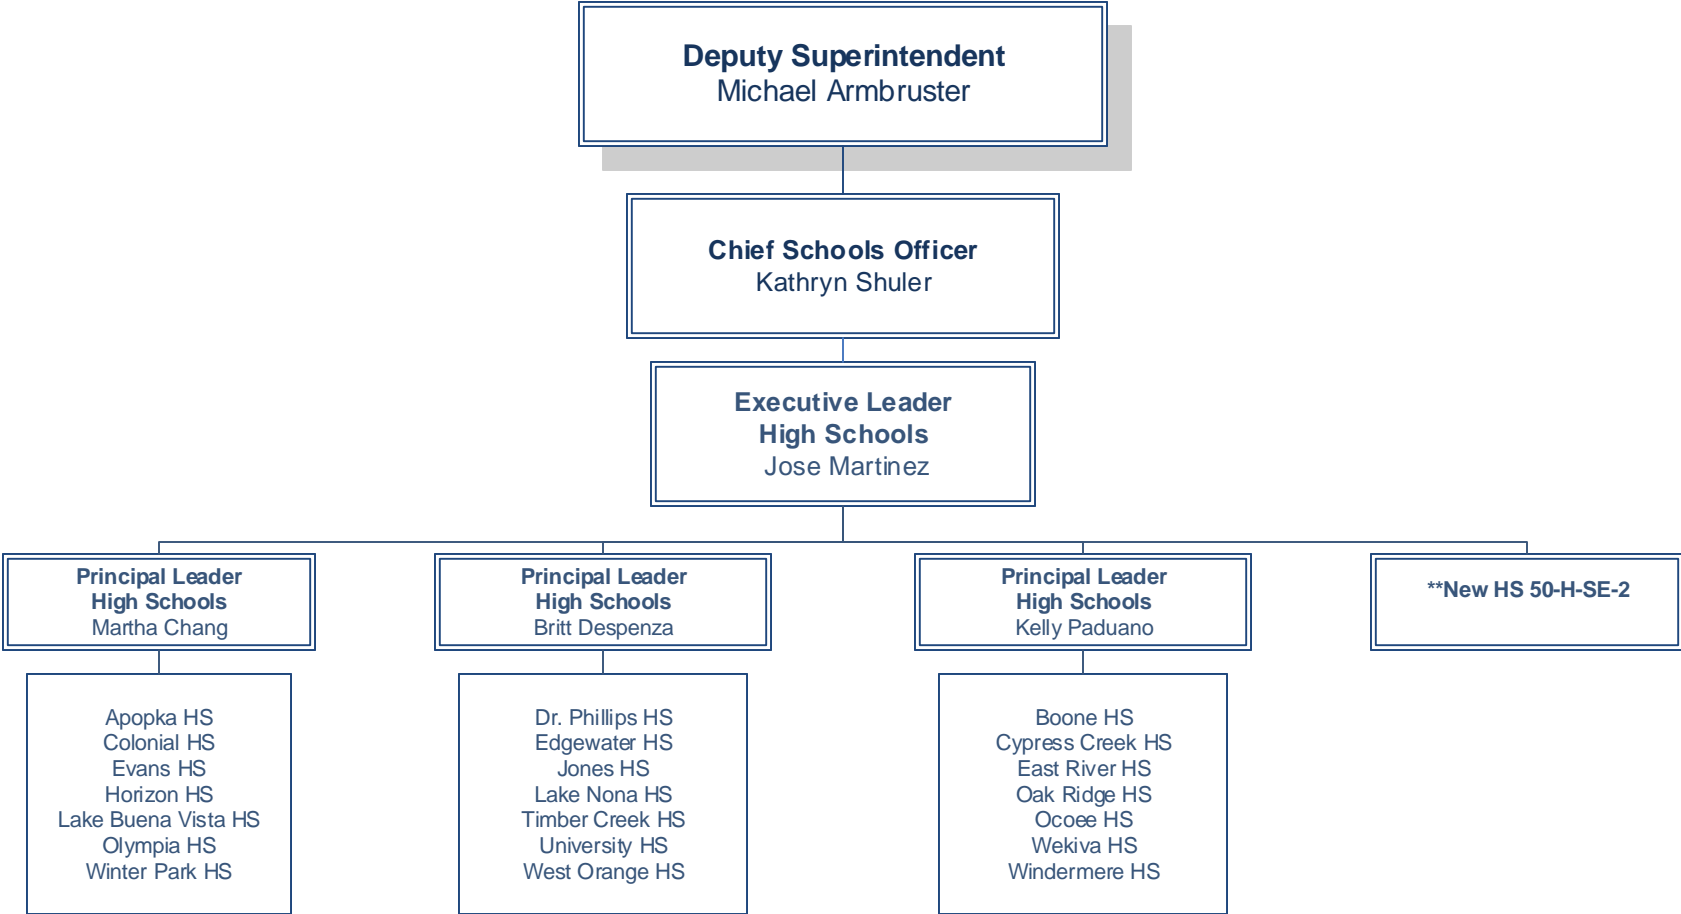 Deputy Superintendent
Michael Armbruster
Chief Schools Officer
Kathryn Shuler
Executive Leader
High Schools
Jose Martinez
Principal Leader
High Schools
Martha Chang
Principal Leader
High Schools
Britt Despenza
Principal Leader
High Schools
Kelly Paduano
**New HS 50-H-SE-2
Apopka HS
Colonial HS
Evans HS
Horizon HS
Lake Buena Vista HS
Olympia HS
Winter Park HS
Dr. Phillips HS
Edgewater HS
Jones HS
Lake Nona HS
Timber Creek HS
University HS
West Orange HS
Boone HS
Cypress Creek HS
East River HS
Oak Ridge HS
Ocoee HS
Wekiva HS
Windermere HS